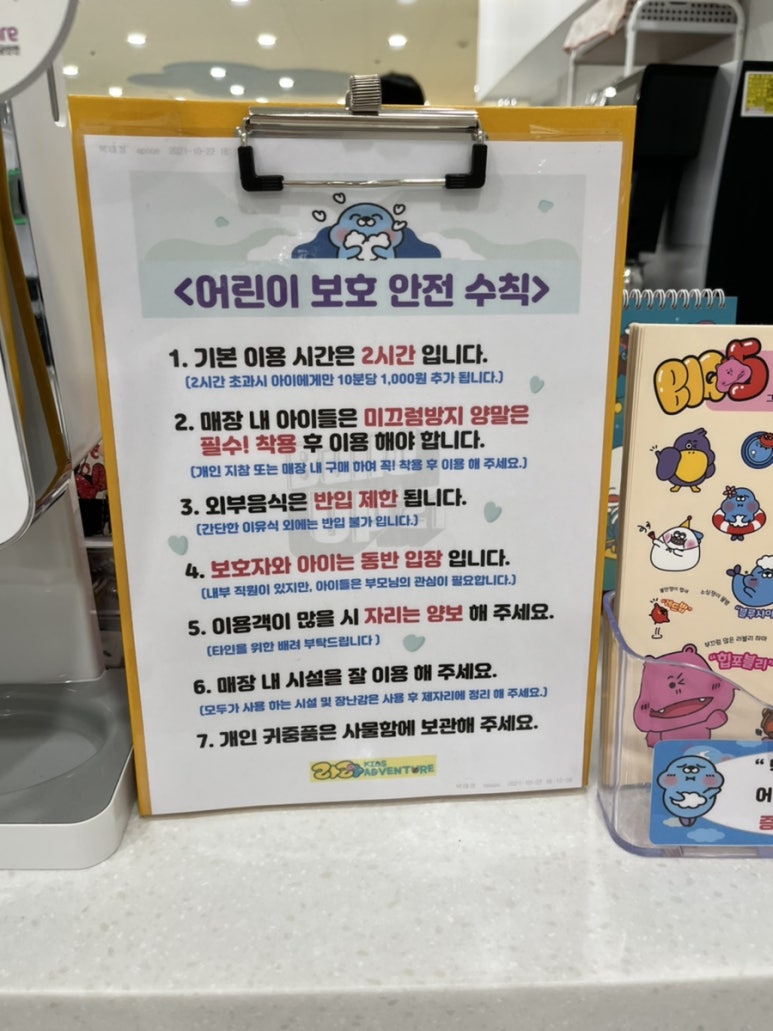 <어린이 보호 안전 수칙>
1. 기본 이용 시간은 2시간 입니다.
(2시간 초과시 아이에게만 10분당 1,000원 추가 됩니다.)
2. 매장 내 아이들은 미끄럼방지 양말은
필수! 착용 후 이용 해야 합니다.
(개인 지참 또는 매장 내 구매 하여 꼭! 착용 후 이용 해 주세요.)
3. 외부음식은 반입 제한 됩니다.
(간단한 이유식 외에는 반입 불가 입니다.)
4. 보호자와 아이는 동반 입장 입니다.
(내부 직원이 있지만, 아이들은 부모님의 관심이 필요합니다.)
5. 이용객이 많을 시 자리는 양보 해 주세요.
(타인을 위한 배려 부탁드립니다)
6. 매장 내 시설을 잘 이용 해 주세요.
(모두가 사용 하는 시설 및 장난감은 사용 후 제자리에 정리 해 주세요.)
7. 개인 귀중품은 사물함에 보관해 주세요.
KIDS
ADVENTURE
BIG 5
"힙포블리"